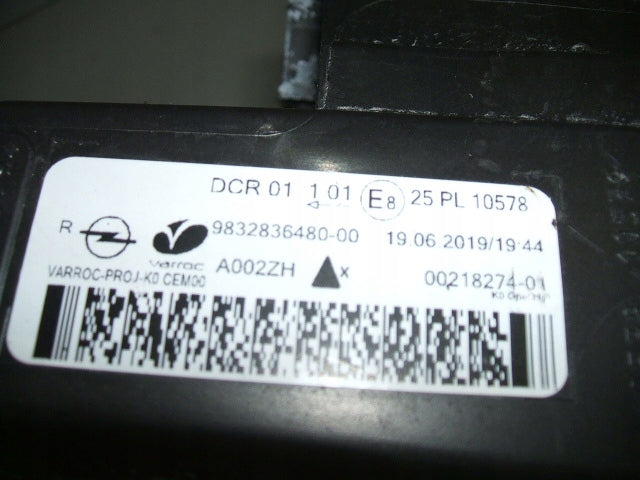 DCR 01 1 01 E8 25 PL 10578
R 9832836480-00 19.06 2019/19:44
varroc A002ZH X 00218274-01
VARROC-PROJ-K0 CEM00